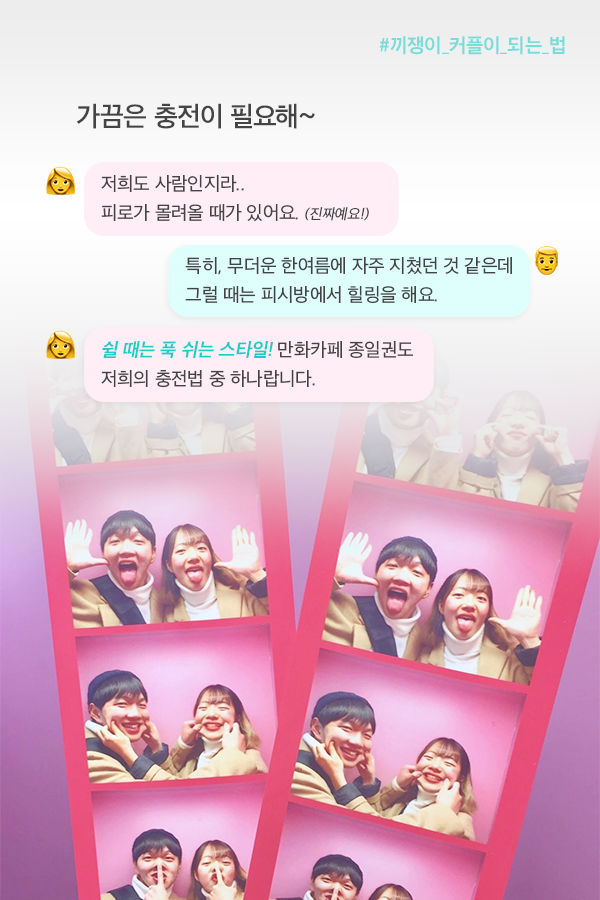 #끼쟁이_커플이_되는_법
가끔은 충전이 필요해~
저희도 사람인지라..
피로가 몰려올 때가 있어요. (진짜예요!)
특히, 무더운 한여름에 자주 지쳤던 것 같은데
그럴 때는 피시방에서 힐링을 해요.
쉴 때는 푹 쉬는 스타일! 만화카페 종일권도
저희의 충전법 중 하나랍니다.